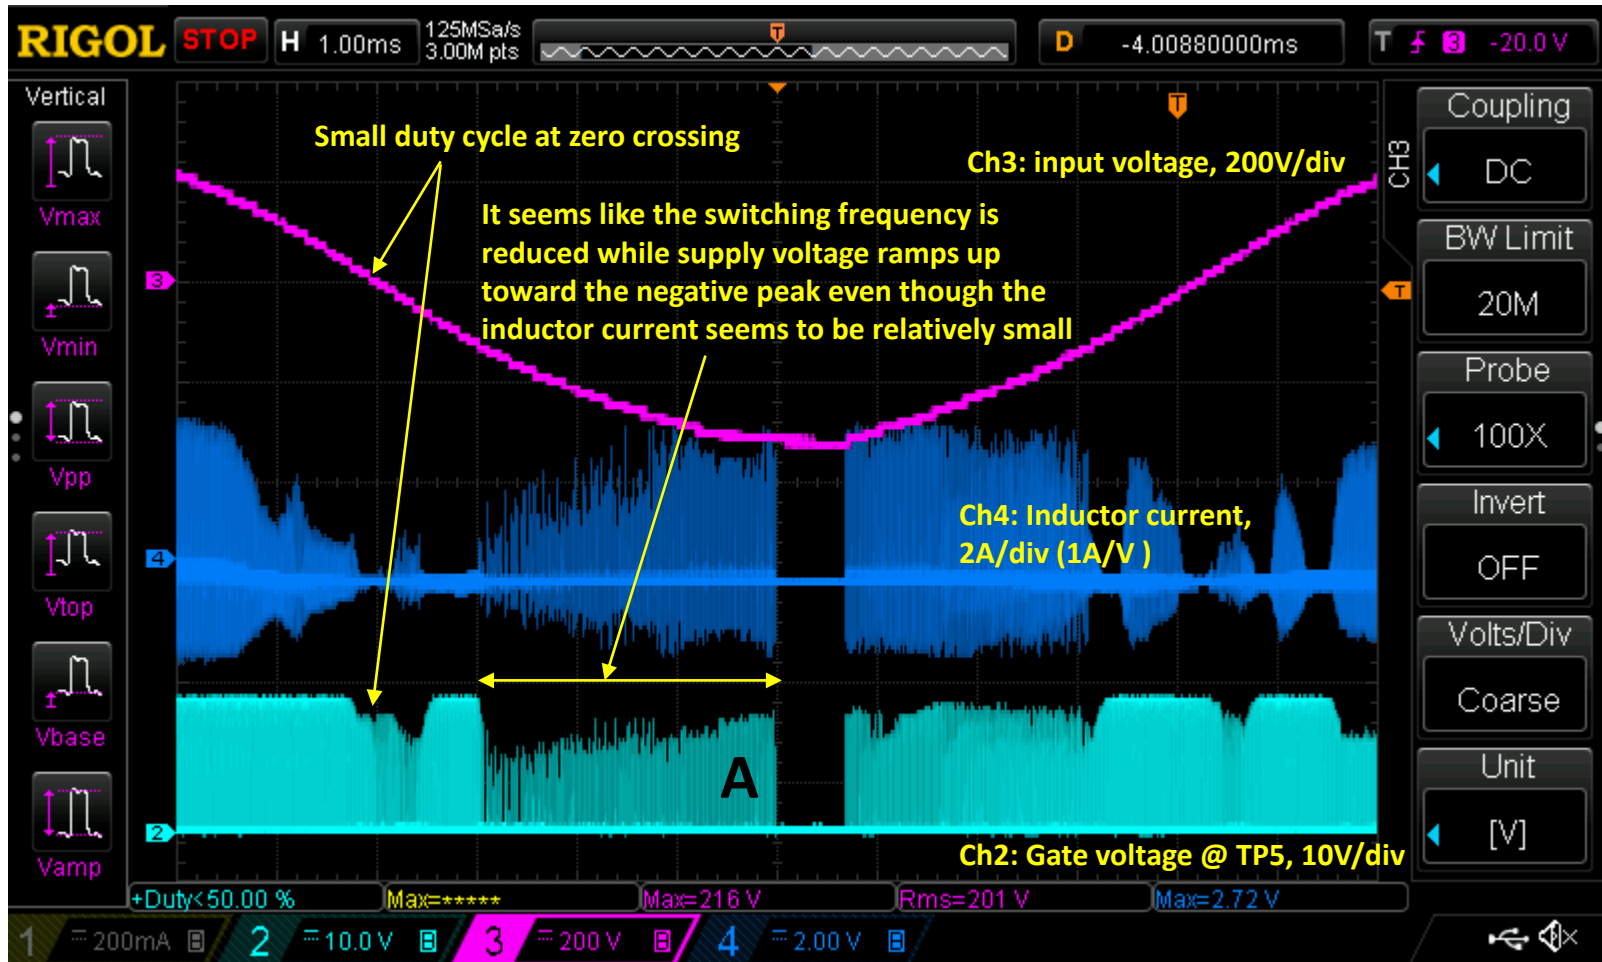 RIGOL STOP H 1.00ms 125MSa/s 3.00M pts T D -4.00880000ms T 3 -20.0 V
Vertical
Vmax
Vmin
Vpp
Vtop
Vbase
Vamp
T
Small duty cycle at zero crossing
Ch3: input voltage, 200V/div
It seems like the switching frequency is
reduced while supply voltage ramps up
toward the negative peak even though the
inductor current seems to be relatively small
3
T
4
Ch4: Inductor current,
2A/div (1A/V )
A
2
Ch2: Gate voltage @ TP5, 10V/div
CH3
Coupling
DC
BW Limit
20M
Probe
100X
Invert
OFF
Volts/Div
Coarse
Unit
[V]
+Duty<50.00 % Max=***** Max=216 V Rms=201 V Max=2.72 V
1 200mA B 2 10.0 V B 3 200 V B 4 2.00 V B